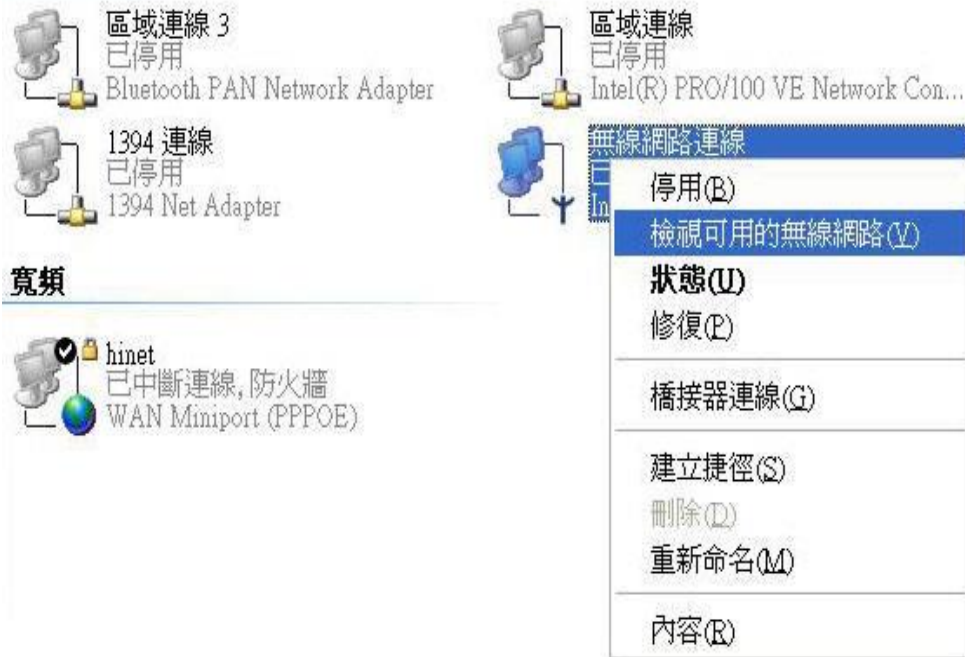 區域連線 3
已停用
Bluetooth PAN Network Adapter
區域連線
已停用
Intel(R) PRO/100 VE Network Con...
1394 連線
已停用
1394 Net Adapter
無線網路連線
已
In
停用(B)
檢視可用的無線網路(V)
狀態(U)
修復(P)
橋接器連線(G)
建立捷徑(S)
刪除(D)
重新命名(M)
內容(R)
寬頻
hinet
已中斷連線, 防火牆
WAN Miniport (PPPOE)